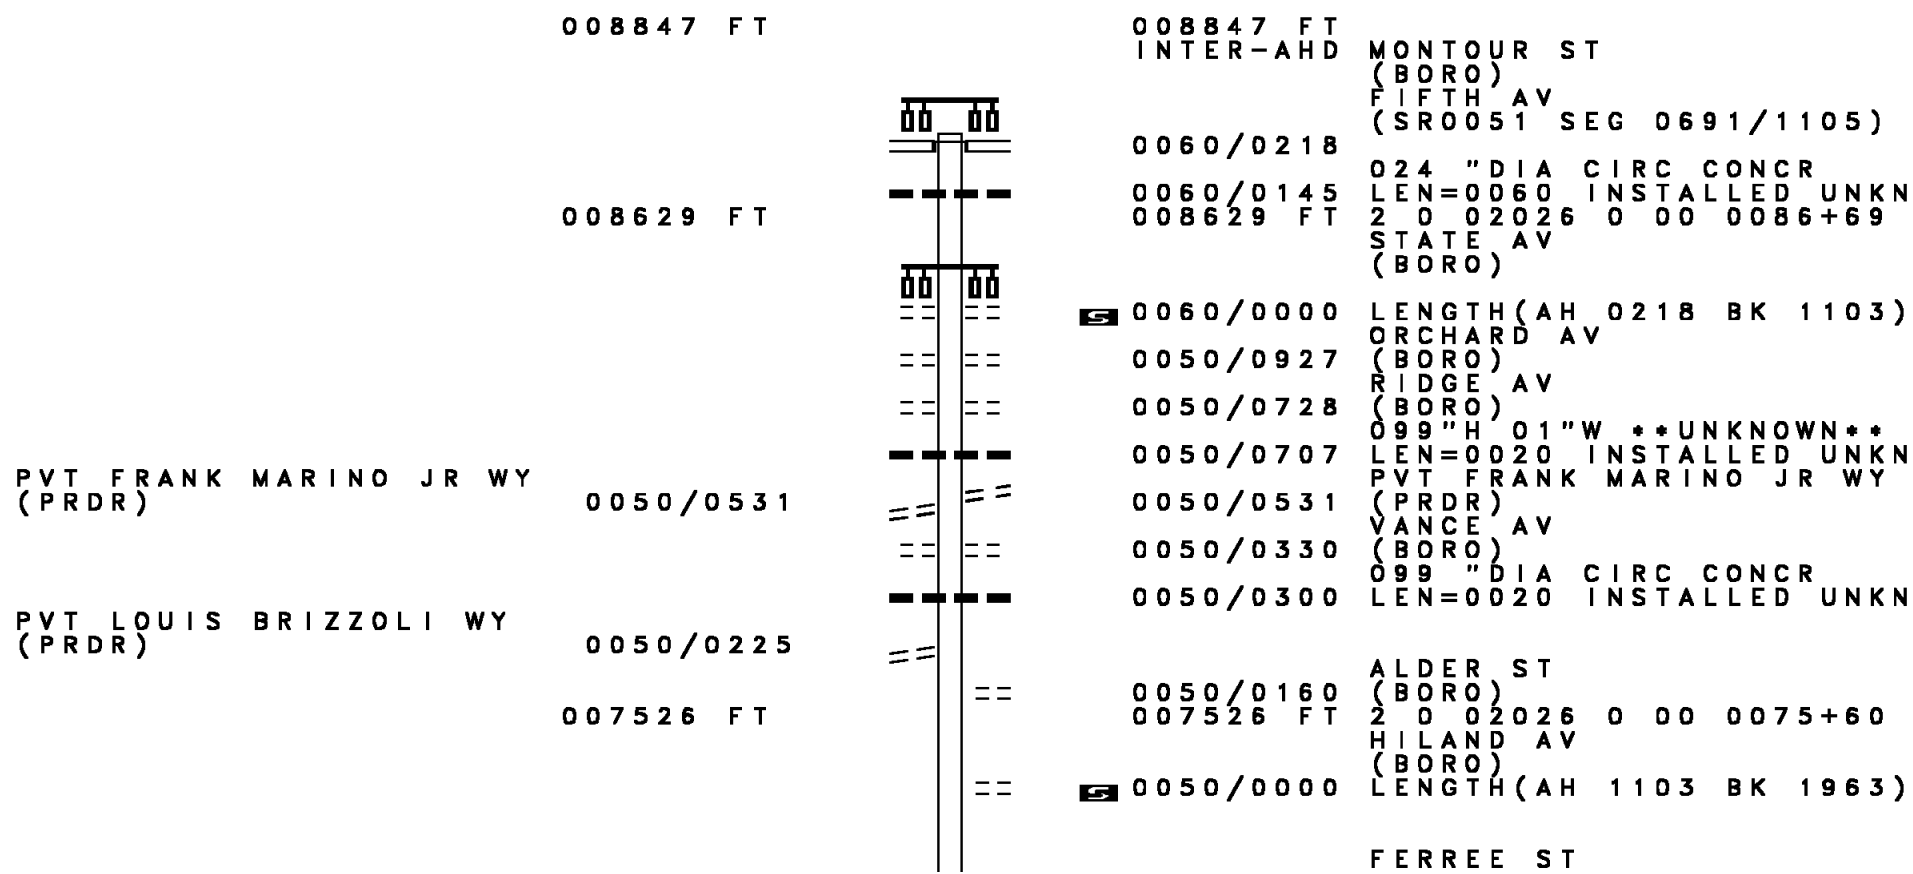 008847 FT 008847 FT
INTER-AHD MONTOUR ST
(BORO)
FIFTH AV
(SR0051 SEG 0691/1105)
0060/0218
024 "DIA CIRC CONCR
0060/0145 LEN=0060 INSTALLED UNKN
008629 FT 008629 FT 2 0 02026 0 00 0086+69
STATE AV
(BORO)
S 0060/0000 LENGTH(AH 0218 BK 1103)
ORCHARD AV
0050/0927 (BORO)
RIDGE AV
0050/0728 (BORO)
099"H 01"W **UNKNOWN**
0050/0707 LEN=0020 INSTALLED UNKN
PVT FRANK MARINO JR WY PVT FRANK MARINO JR WY
(PRDR) 0050/0531 0050/0531 (PRDR)
VANCE AV
0050/0330 (BORO)
099 "DIA CIRC CONCR
0050/0300 LEN=0020 INSTALLED UNKN
PVT LOUIS BRIZZOLI WY
(PRDR) 0050/0225
ALDER ST
0050/0160 (BORO)
007526 FT 007526 FT 2 0 02026 0 00 0075+60
HILAND AV
(BORO)
S 0050/0000 LENGTH(AH 1103 BK 1963)
FERREE ST